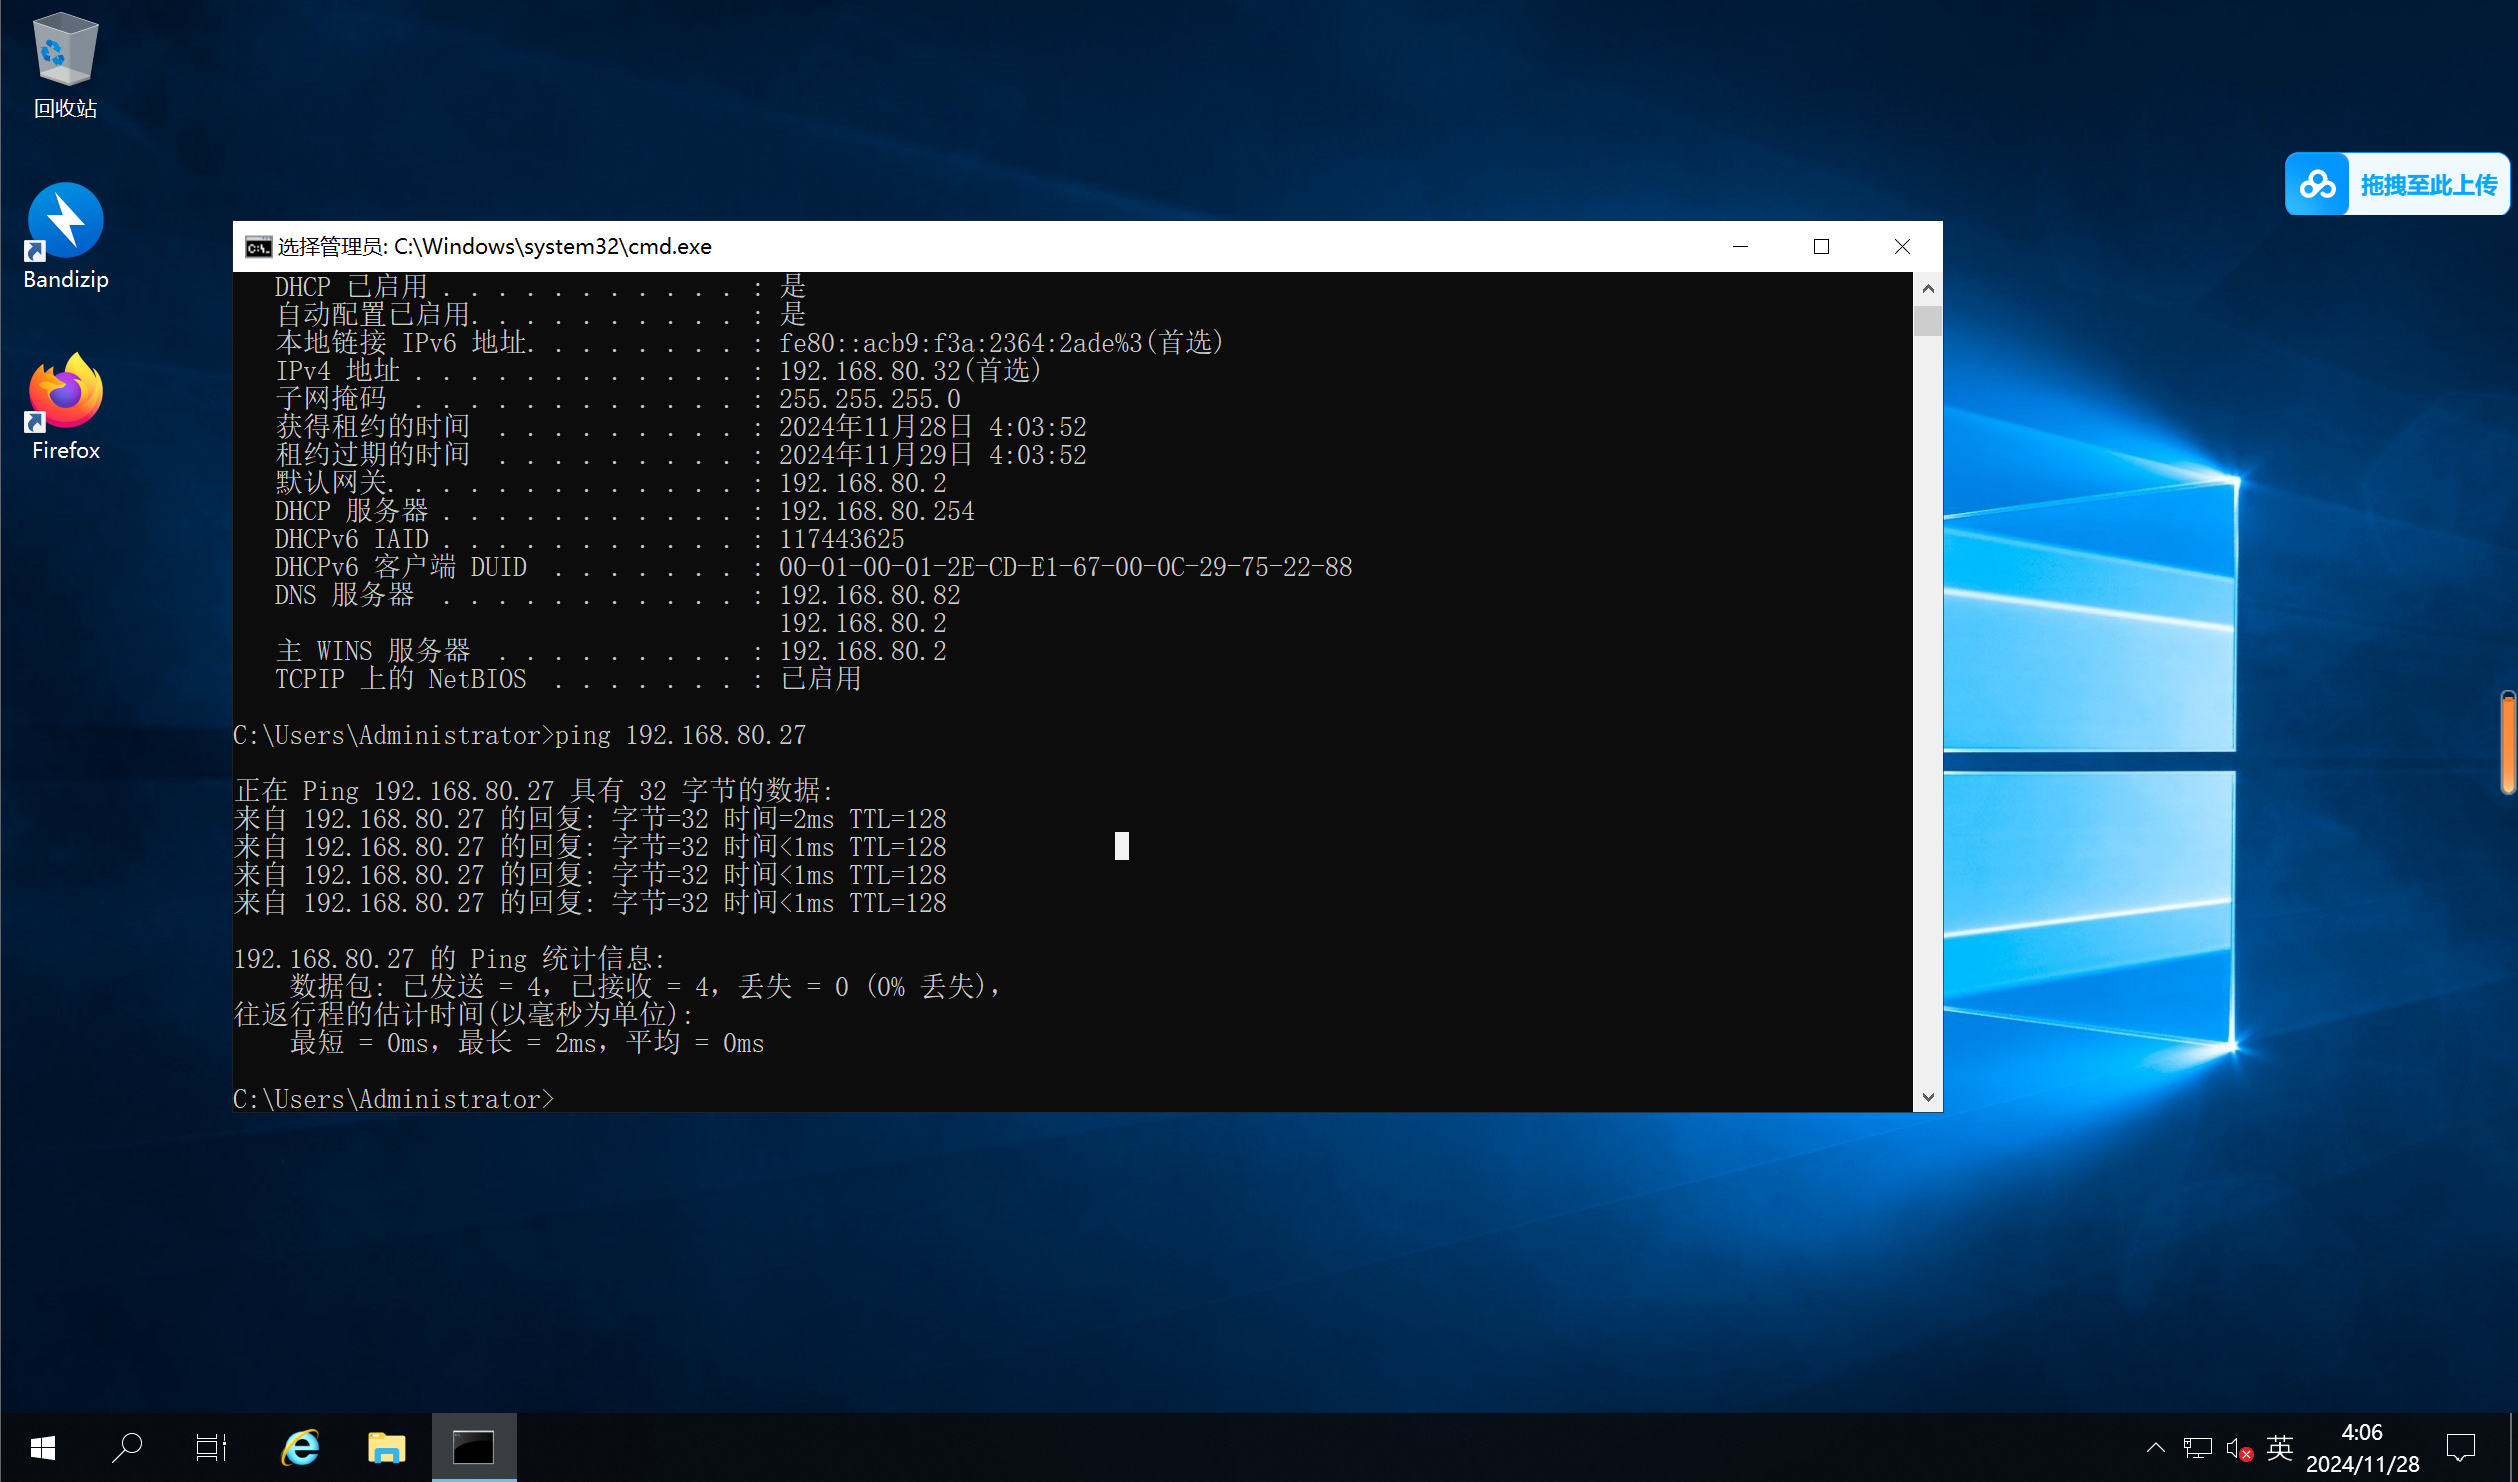 回收站
Bandizip
Firefox
拖拽至此上传
选择管理员: C:\Windows\system32\cmd.exe
DHCP 已启用 . . . . . . . . . . . : 是
自动配置已启用. . . . . . . . . . : 是
本地链接 IPv6 地址. . . . . . . . : fe80::acb9:f3a:2364:2ade%3(首选)
IPv4 地址 . . . . . . . . . . . . : 192.168.80.32(首选)
子网掩码  . . . . . . . . . . . . : 255.255.255.0
获得租约的时间  . . . . . . . . . : 2024年11月28日 4:03:52
租约过期的时间  . . . . . . . . . : 2024年11月29日 4:03:52
默认网关. . . . . . . . . . . . . : 192.168.80.2
DHCP 服务器 . . . . . . . . . . . : 192.168.80.254
DHCPv6 IAID . . . . . . . . . . . : 117443625
DHCPv6 客户端 DUID  . . . . . . . : 00-01-00-01-2E-CD-E1-67-00-0C-29-75-22-88
DNS 服务器  . . . . . . . . . . . : 192.168.80.82
192.168.80.2
主 WINS 服务器  . . . . . . . . . : 192.168.80.2
TCPIP 上的 NetBIOS  . . . . . . . : 已启用
C:\Users\Administrator>ping 192.168.80.27
正在 Ping 192.168.80.27 具有 32 字节的数据:
来自 192.168.80.27 的回复: 字节=32 时间=2ms TTL=128
来自 192.168.80.27 的回复: 字节=32 时间<1ms TTL=128
来自 192.168.80.27 的回复: 字节=32 时间<1ms TTL=128
来自 192.168.80.27 的回复: 字节=32 时间<1ms TTL=128
192.168.80.27 的 Ping 统计信息:
数据包: 已发送 = 4，已接收 = 4，丢失 = 0 (0% 丢失)，
往返行程的估计时间(以毫秒为单位):
最短 = 0ms，最长 = 2ms，平均 = 0ms
C:\Users\Administrator>
英
4:06
2024/11/28